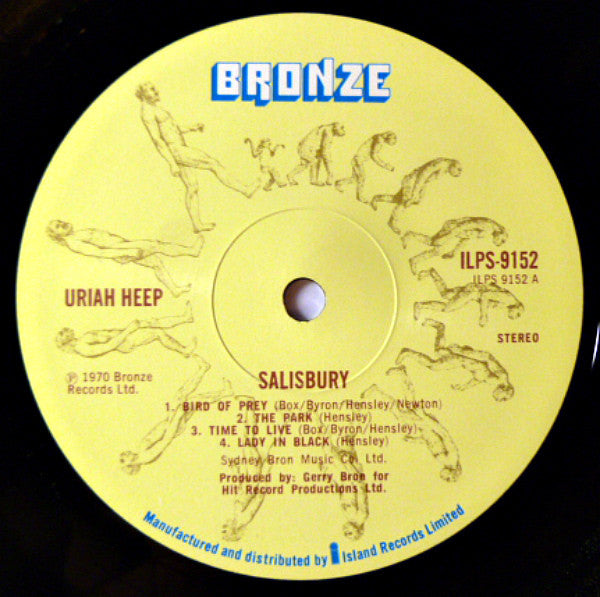 BRONZE
ILPS-9152
ILPS 9152 A
URIAH HEEP
STEREO
℗ 1970 Bronze
Records Ltd.
SALISBURY
1. BIRD OF PREY (Box/Byron/Hensley/Newton)
2. THE PARK (Hensley)
3. TIME TO LIVE (Box/Byron/Hensley)
4. LADY IN BLACK (Hensley)
Sydney Bron Music Co. Ltd.
Produced by: Gerry Bron for
Hit Record Productions Ltd.
Manufactured and distributed by i Island Records Limited